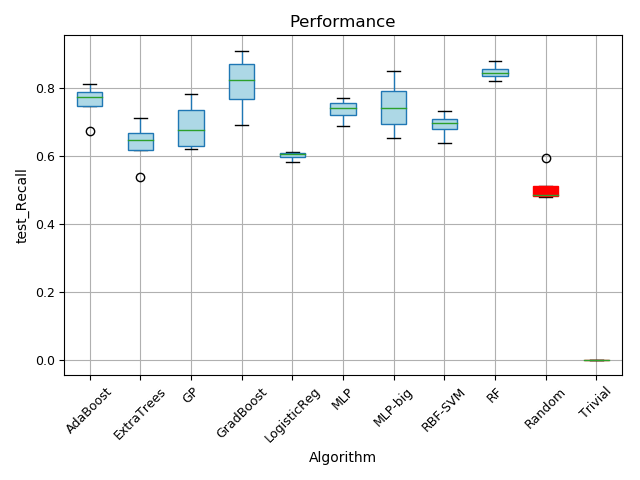 Performance
test_Recall
0.8
0.6
0.4
0.2
0.0
AdaBoost
ExtraTrees
GP
GradBoost
LogisticReg
MLP
MLP-big
RBF-SVM
RF
Random
Trivial
Algorithm